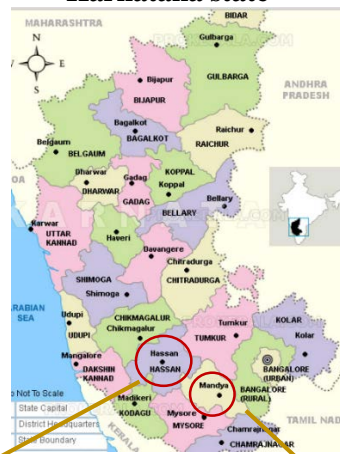 MAHARASHTRA
BIDAR
Gulbarga
N
E
GULBARGA
Bijapur
BIJAPUR
ANDHRA
PRADESH
Bagalkot
BAGALKOT
Raichur
RAICHUR
Belgaum
BELGAUM
Dharwar
DHARWAR
Gadag
GADAG
KOPPAL
Koppal
Bellary
BELLARY
Karwar
UTTAR
KANNAD
Haveri
Davangere
Chitradurga
CHITRADURGA
SHIMOGA
Shimoga
ARABIAN
SEA
Udupi
UDUPI
CHIKMAGALUR
Chikmagalur
Tumkur
TUMKUR
KOLAR
Kolar
Mangalore
DAKSHIN
KANNAD
Hassan
HASSAN
BANGALORE
(URBAN)
Mandya
BANGALORE
(RURAL)
Not To Scale
Madikeri
KODAGU
Mysore
MYSORE
State Capital
District Headquarters
State Boundary
KERALA
TAMIL NAD
Chamrajnagar
CHAMRAJNAGAR